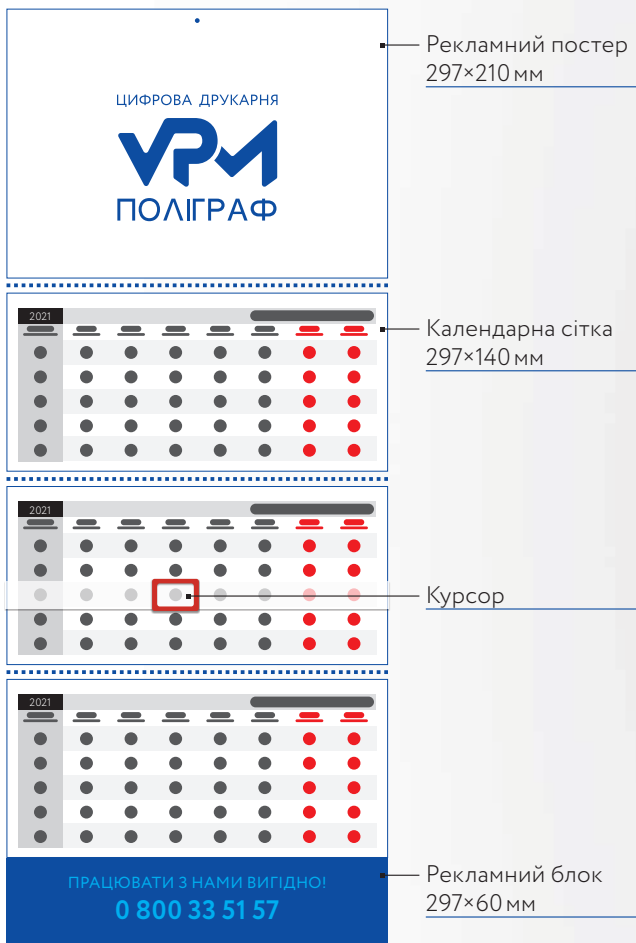 Рекламний постер
297×210 мм
ЦИФРОВА ДРУКАРНЯ
VPM
ПОЛІГРАФ
2021
Календарна сітка
297×140 мм
2021
Курсор
2021
Рекламний блок
297×60 мм
ПРАЦЮВАТИ З НАМИ ВИГІДНО!
0 800 33 51 57